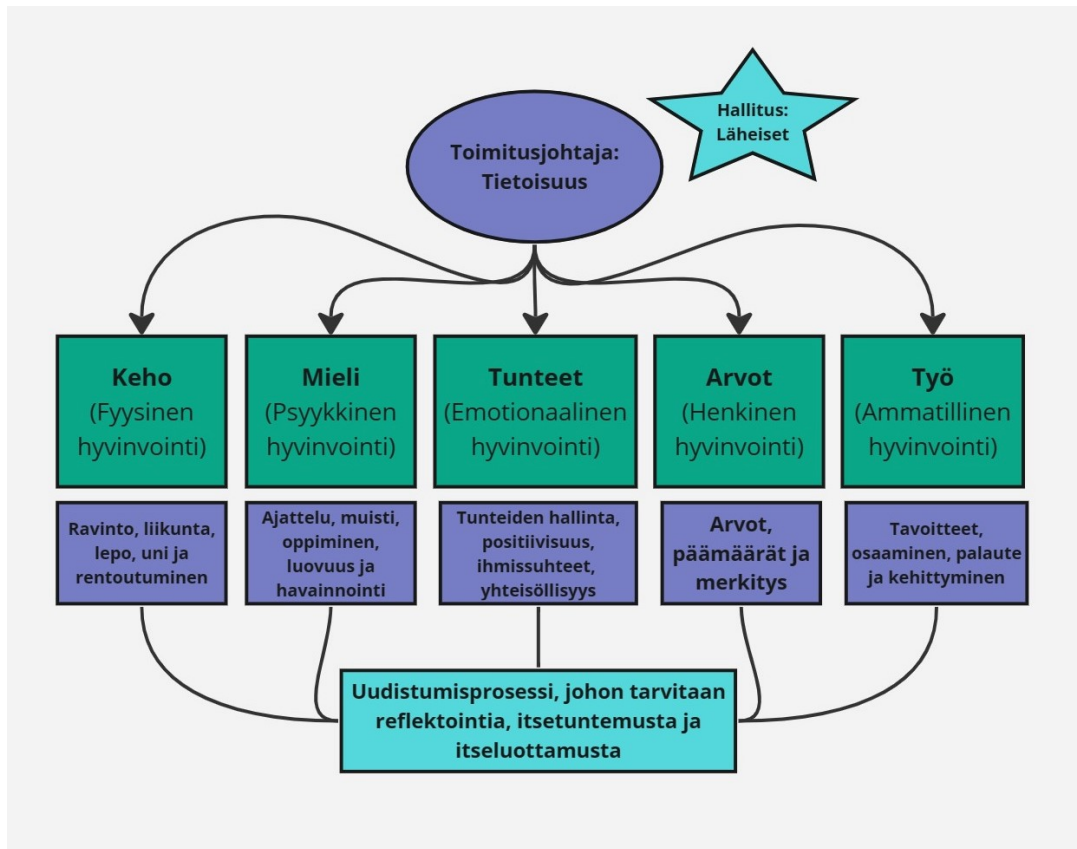 Hallitus:
Läheiset
Toimitusjohtaja:
Tietoisuus
Keho
(Fyysinen
hyvinvointi)
Mieli
(Psyykkinen
hyvinvointi)
Tunteet
(Emotionaalinen
hyvinvointi)
Arvot
(Henkinen
hyvinvointi)
Työ
(Ammatillinen
hyvinvointi)
Ravinto, liikunta,
lepo, uni ja
rentoutuminen
Ajattelu, muisti,
oppiminen,
luovuus ja
havainnointi
Tunteiden hallinta,
positiivisuus,
ihmissuhteet,
yhteisöllisyys
Arvot,
päämäärät ja
merkitys
Tavoitteet,
osaaminen, palaute
ja kehittyminen
Uudistumisprosessi, johon tarvitaan
reflektointia, itsetuntemusta ja
itseluottamusta